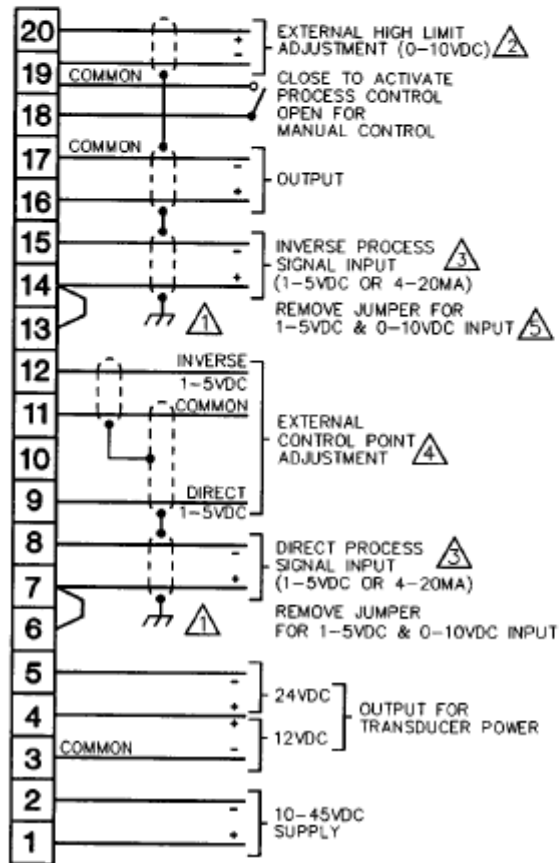 20
+
-
EXTERNAL HIGH LIMIT
ADJUSTMENT (0-10VDC) 2
19
COMMON
CLOSE TO ACTIVATE
PROCESS CONTROL
18
OPEN FOR
MANUAL CONTROL
17
COMMON
-
OUTPUT
16
+
15
-
INVERSE PROCESS
SIGNAL INPUT 3
(1-5VDC OR 4-20MA)
14
+
13
1
REMOVE JUMPER FOR
1-5VDC & 0-10VDC INPUT 5
12
INVERSE
1-5VDC
11
COMMON
EXTERNAL
CONTROL POINT
ADJUSTMENT 4
10
9
DIRECT
1-5VDC
8
-
DIRECT PROCESS
SIGNAL INPUT 3
(1-5VDC OR 4-20MA)
7
+
6
1
REMOVE JUMPER
FOR 1-5VDC & 0-10VDC INPUT
5
-
24VDC
+
4
+
12VDC
-
OUTPUT FOR
TRANSDUCER POWER
3
COMMON
2
-
10-45VDC
SUPPLY
1
+